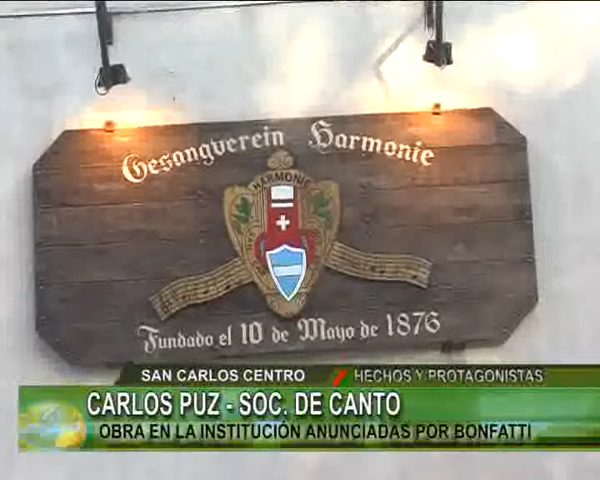 Gesangverein Harmonie
HARMONIE
Fundado el 10 de Mayo de 1876
SAN CARLOS CENTRO
HECHOS Y PROTAGONISTAS
CARLOS PUZ - SOC. DE CANTO
OBRA EN LA INSTITUCIÓN ANUNCIADAS POR BONFATTI